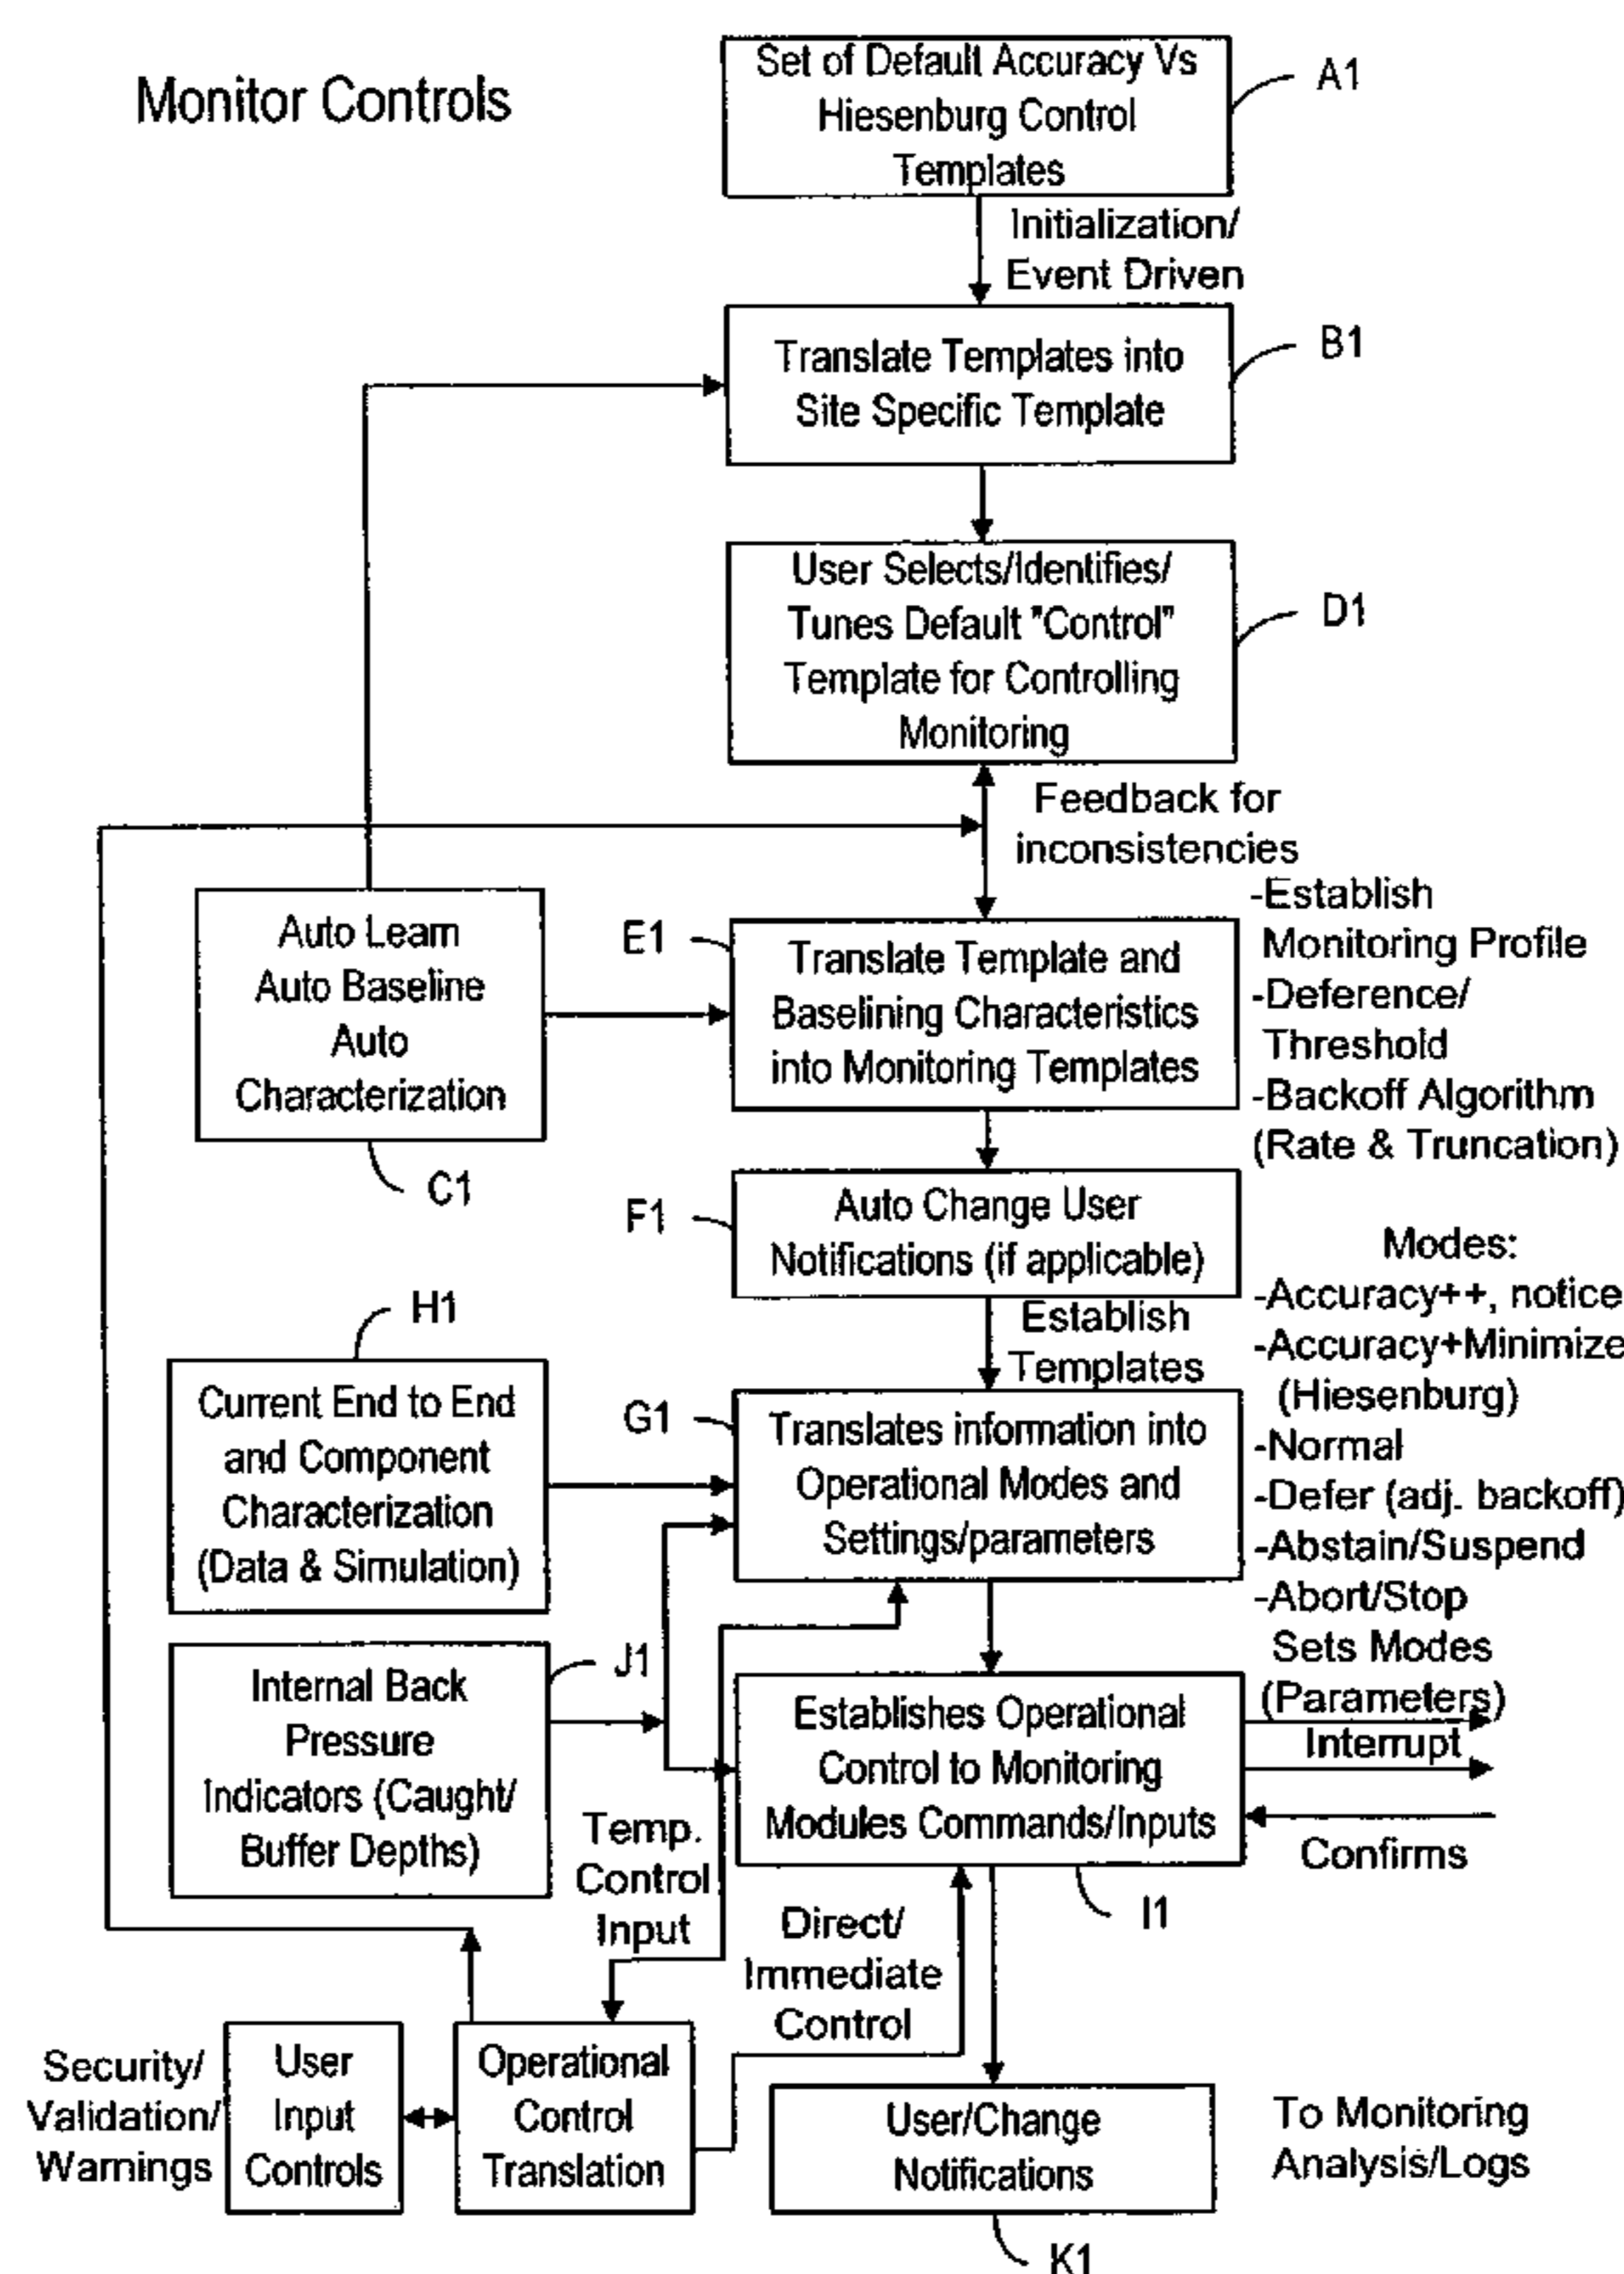 Monitor Controls
Set of Default Accuracy Vs
Hiesenburg Control
Templates
A1
Initialization/
Event Driven
Translate Templates into
Site Specific Template
B1
User Selects/Identifies/
Tunes Default "Control"
Template for Controlling
Monitoring
D1
Feedback for
inconsistencies
Auto Learn
Auto Baseline
Auto
Characterization
C1
E1
Translate Template and
Baselining Characteristics
into Monitoring Templates
-Establish
Monitoring Profile
-Deference/
Threshold
-Backoff Algorithm
(Rate & Truncation)
F1
Auto Change User
Notifications (if applicable)
Establish
Templates
H1
Current End to End
and Component
Characterization
(Data & Simulation)
G1
Translates information into
Operational Modes and
Settings/parameters
Modes:
-Accuracy++, notice
-Accuracy+Minimize
(Hiesenburg)
-Normal
-Defer (adj. backoff)
-Abstain/Suspend
-Abort/Stop
Sets Modes
(Parameters)
Interrupt
Confirms
Internal Back
Pressure
Indicators (Caught/
Buffer Depths)
J1
Establishes Operational
Control to Monitoring
Modules Commands/Inputs
I1
Temp.
Control
Input
Direct/
Immediate
Control
Security/
Validation/
Warnings
User
Input
Controls
Operational
Control
Translation
User/Change
Notifications
K1
To Monitoring
Analysis/Logs